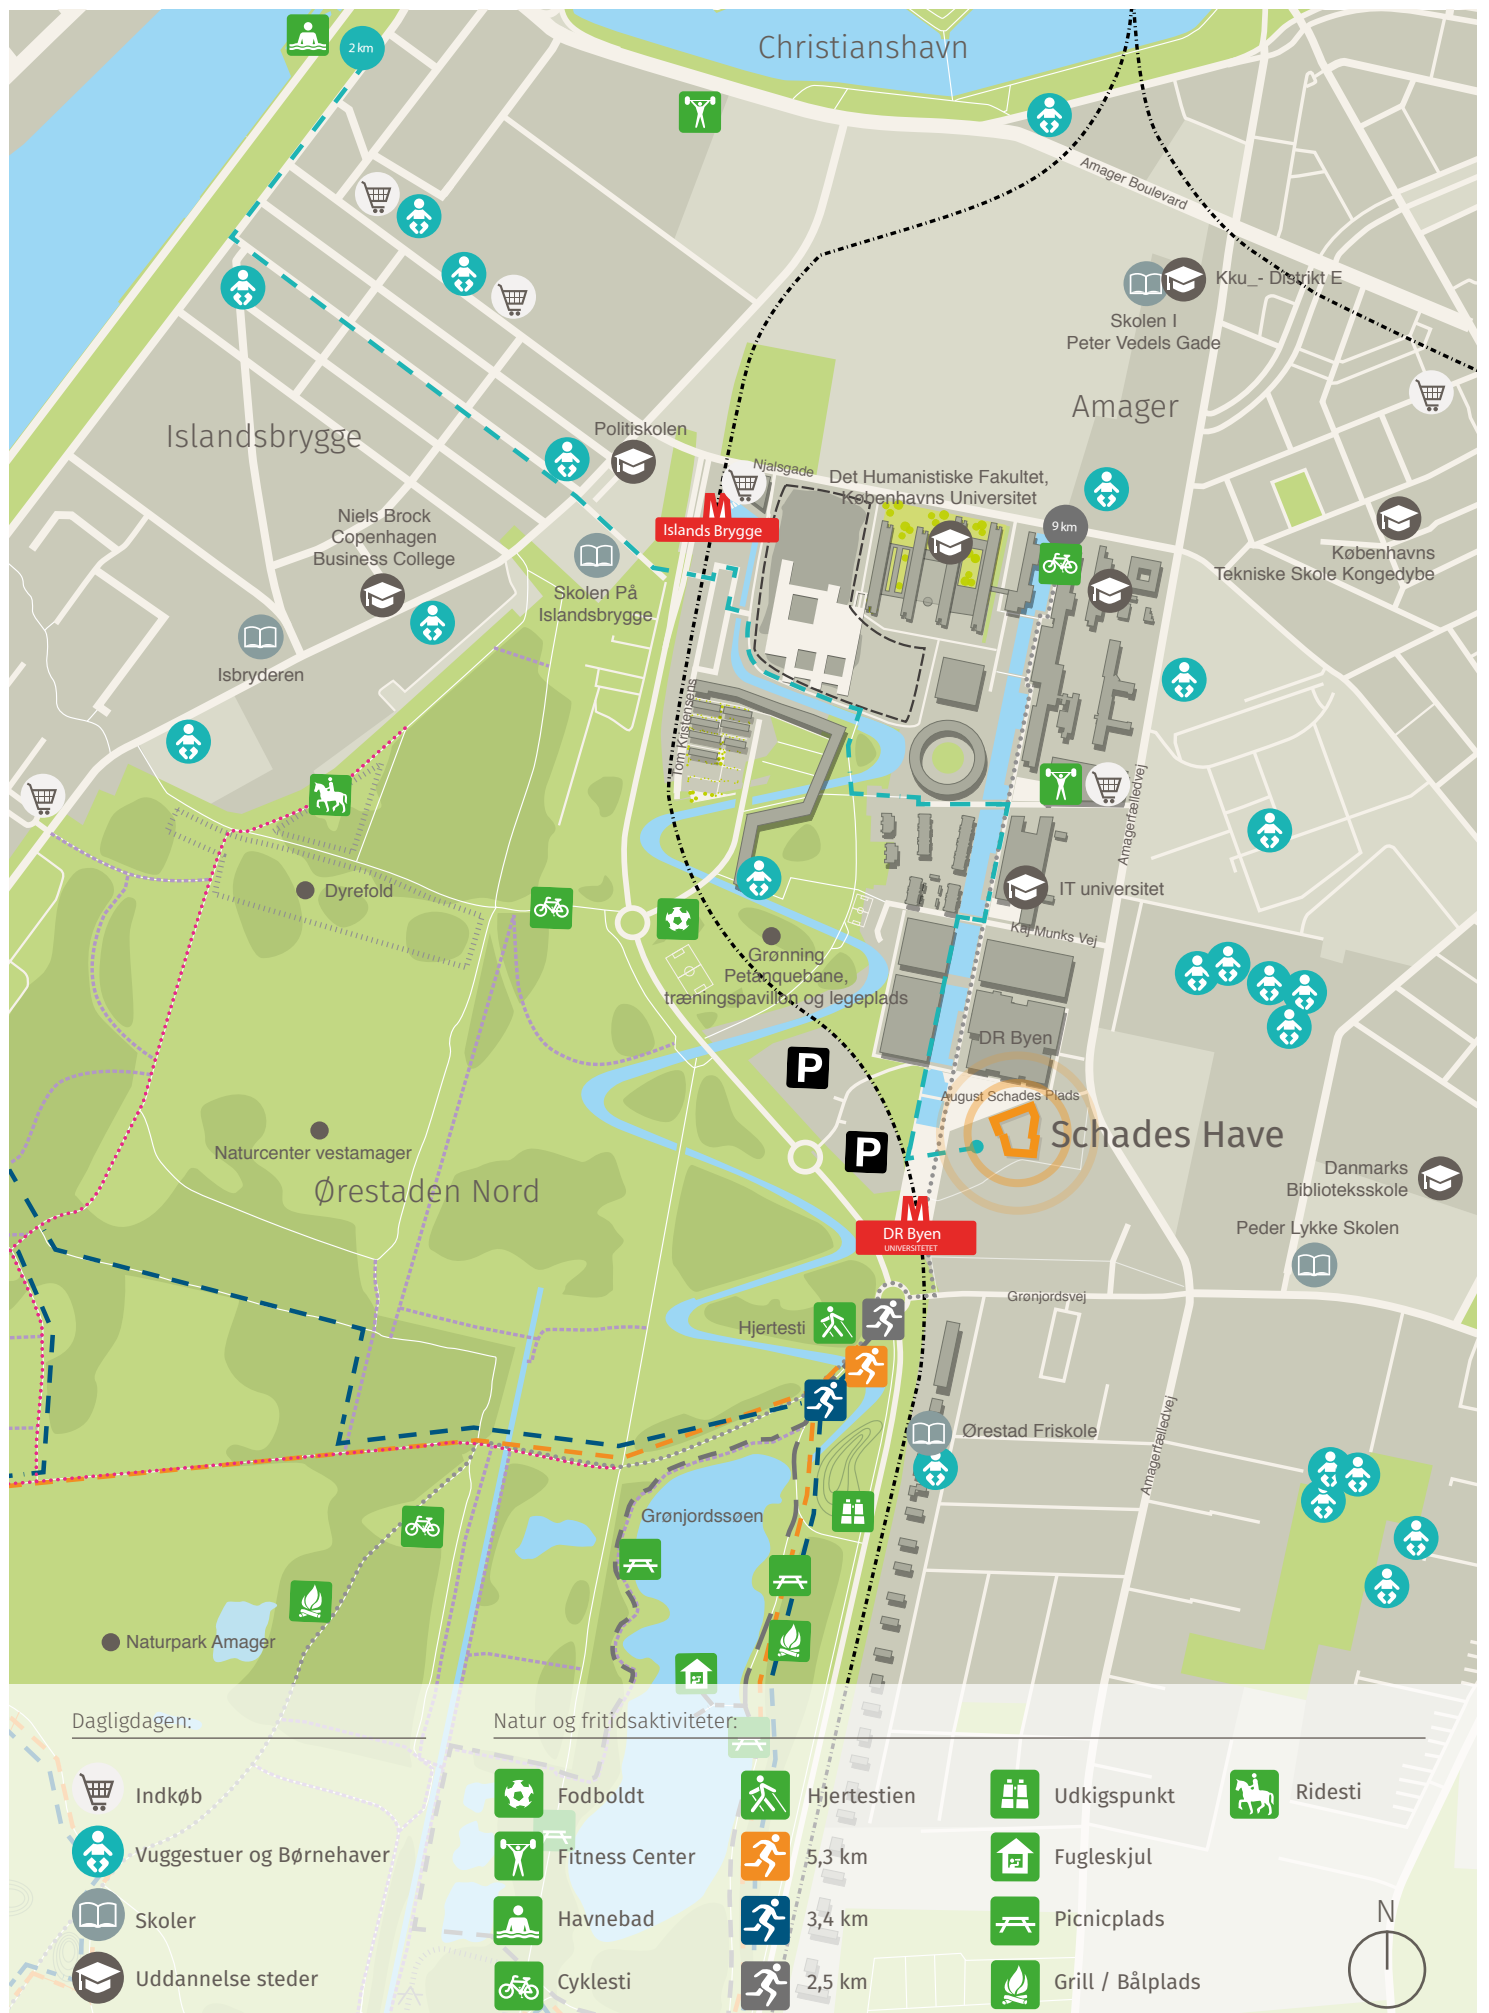 Christianshavn
2 km
Amager Boulevard
Kku_- Distrikt E
Skolen I
Peter Vedels Gade
Amager
Islandsbrygge
Politiskolen
Njalsgade
Det Humanistiske Fakultet,
Københavns Universitet
M
Islands Brygge
9 km
Niels Brock
Copenhagen
Business College
Københavns
Tekniske Skole Kongedybe
Skolen På
Islandsbrygge
Isbryderen
Tom Kristensens
Amagerfælledvej
Dyrefold
IT universitet
Kaj Munks Vej
Grønning
Petanquebane,
træningspavillon og legeplads
DR Byen
P
August Schades Plads
Schades Have
P
Naturcenter vestamager
Ørestaden Nord
Danmarks
Biblioteksskole
M
DR Byen
UNIVERSITETET
Peder Lykke Skolen
Grønjordsvej
Hjertesti
Ørestad Friskole
Amagerfælledvej
Grønjordssøen
Naturpark Amager
Dagligdagen:
Indkøb
Vuggestuer og Børnehaver
Skoler
Uddannelse steder
Natur og fritidsaktiviteter:
Fodboldt
Fitness Center
Havnebad
Cyklesti
Hjertestien
5,3 km
3,4 km
2,5 km
Udkigspunkt
Fugleskjul
Picnicplads
Grill / Bålplads
Ridesti
N